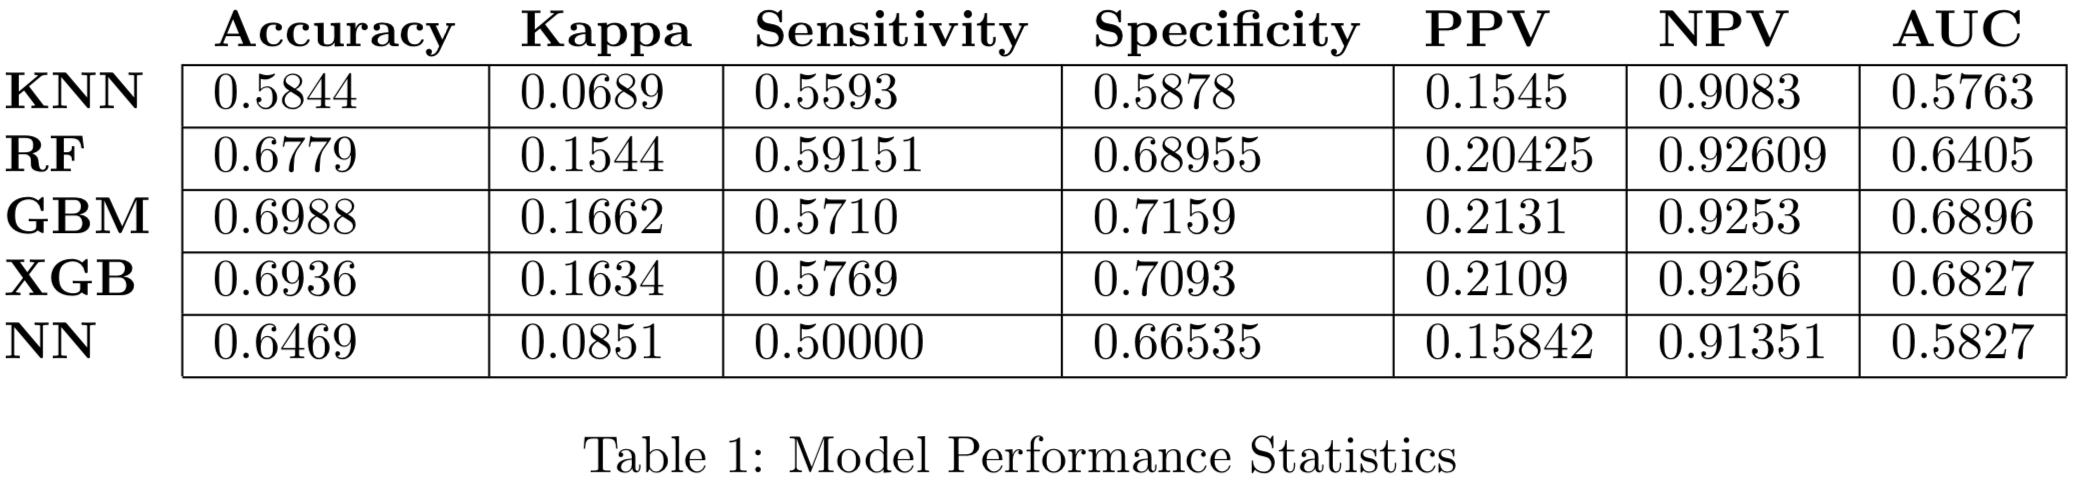 Accuracy Kappa Sensitivity Specificity PPV NPV AUC
KNN 0.5844 0.0689 0.5593 0.5878 0.1545 0.9083 0.5763
RF 0.6779 0.1544 0.59151 0.68955 0.20425 0.92609 0.6405
GBM 0.6988 0.1662 0.5710 0.7159 0.2131 0.9253 0.6896
XGB 0.6936 0.1634 0.5769 0.7093 0.2109 0.9256 0.6827
NN 0.6469 0.0851 0.50000 0.66535 0.15842 0.91351 0.5827
Table 1: Model Performance Statistics